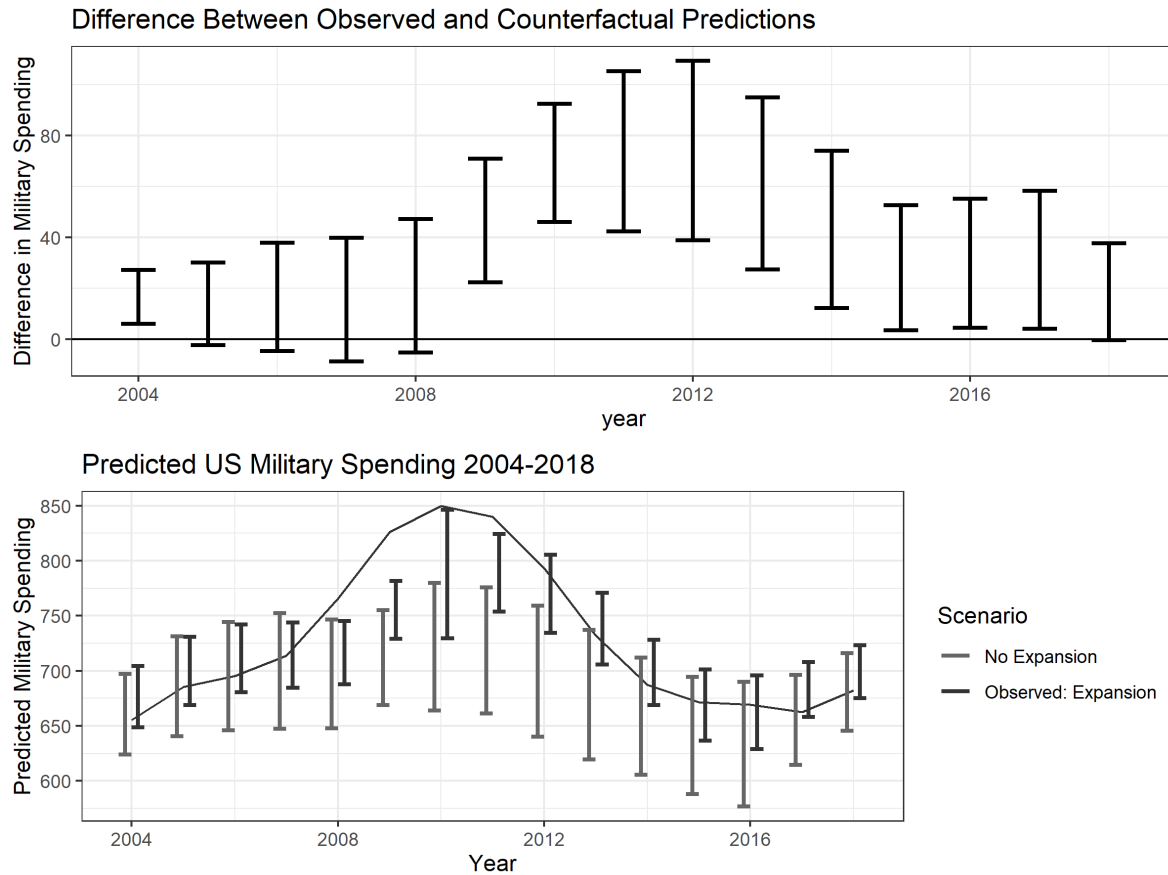 Difference Between Observed and Counterfactual Predictions
Difference in Military Spending
80
40
0
2004
2008
2012
2016
year
Predicted US Military Spending 2004-2018
Predicted Military Spending
850
800
750
700
650
600
2004
2008
2012
2016
Year
Scenario
No Expansion
Observed: Expansion